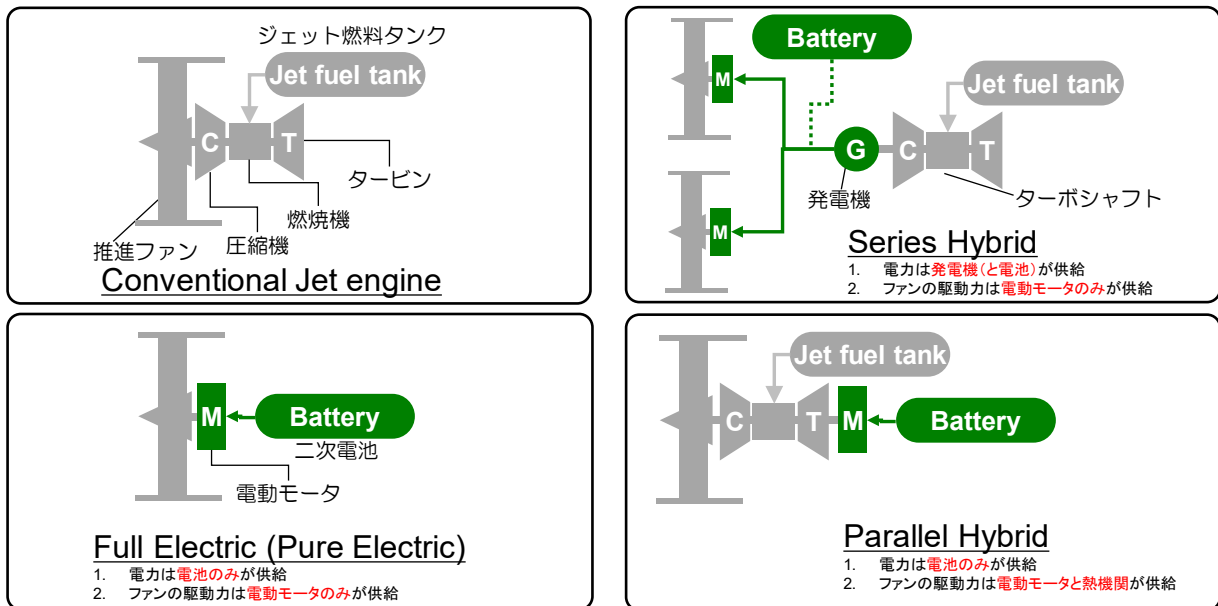 ジェット燃料タンク
Jet fuel tank
C
T
タービン
燃焼機
圧縮機
推進ファン
Conventional Jet engine
Battery
M
Jet fuel tank
G
C
T
発電機
ターボシャフト
M
Series Hybrid
1. 電力は発電機(と電池)が供給
2. ファンの駆動力は電動モータのみが供給
M
Battery
二次電池
電動モータ
Full Electric (Pure Electric)
1. 電力は電池のみが供給
2. ファンの駆動力は電動モータのみが供給
Jet fuel tank
C
T
M
Battery
Parallel Hybrid
1. 電力は電池のみが供給
2. ファンの駆動力は電動モータと熱機関が供給